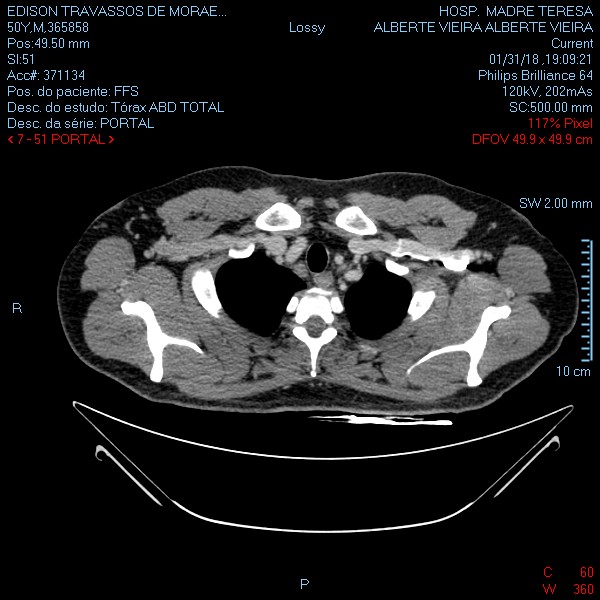 EDISON TRAVASSOS DE MORAE...
50Y,M,365858
Pos:49.50 mm
SI:51
Acc#: 371134
Pos. do paciente: FFS
Desc. do estudo: Tórax ABD TOTAL
Desc. da série: PORTAL
< 7 - 51 PORTAL >
Lossy
HOSP. MADRE TERESA
ALBERTE VIEIRA ALBERTE VIEIRA
Current
01/31/18 ,19:09:21
Philips Brilliance 64
120kV, 202mAs
SC:500.00 mm
117% Pixel
DFOV 49.9 x 49.9 cm
SW 2.00 mm
R
10 cm
P
C 60
W 360